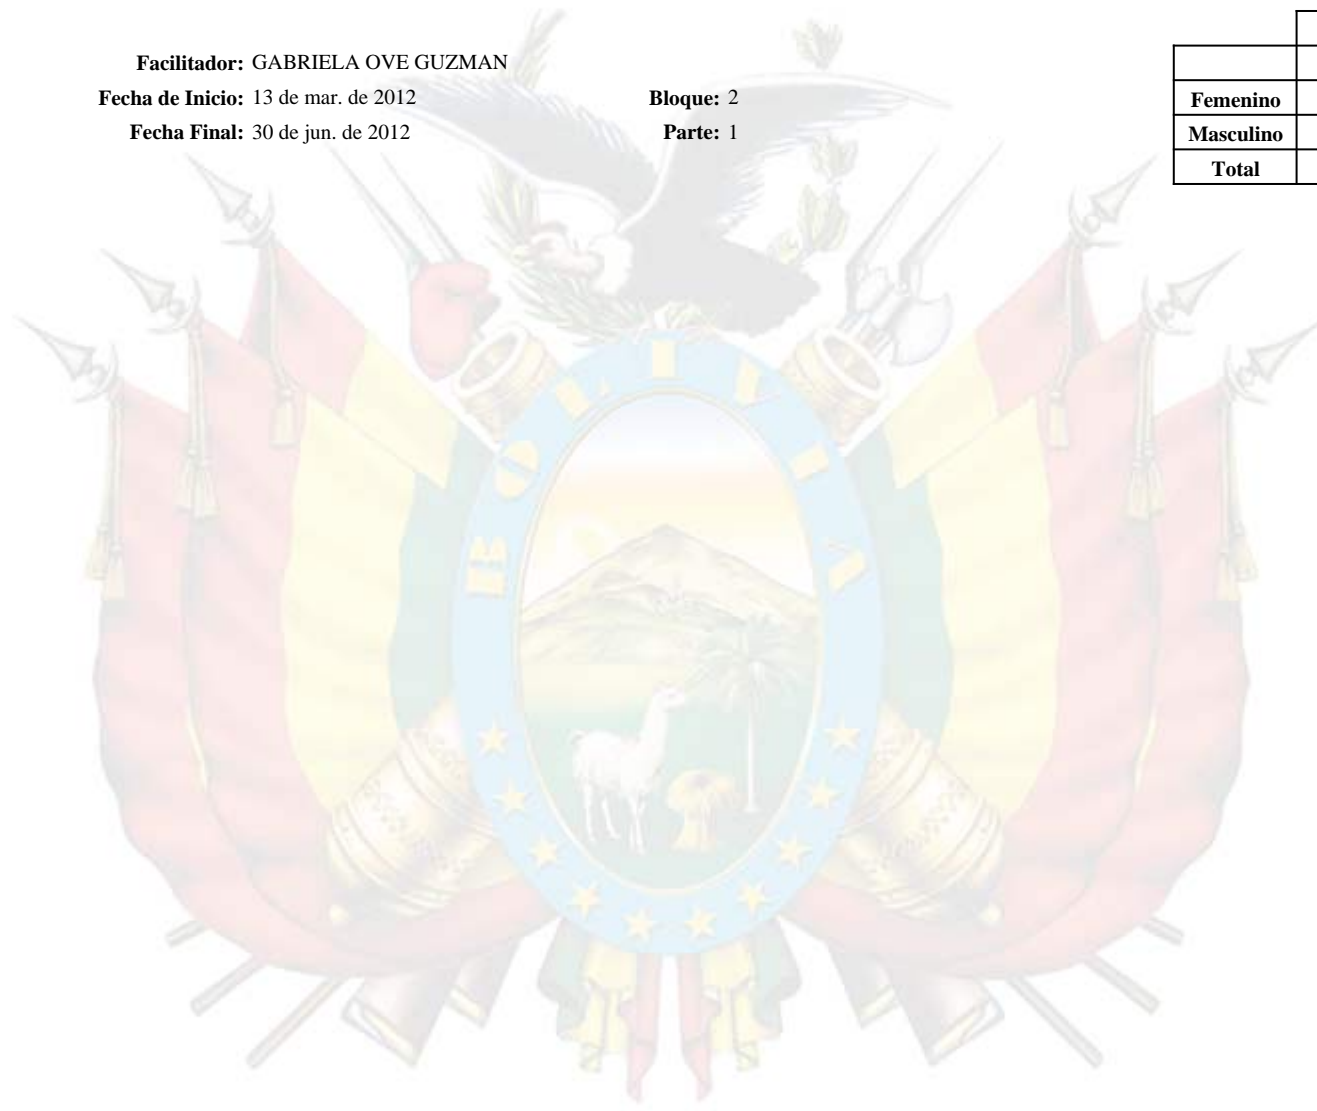 Facilitador: GABRIELA OVE GUZMAN
Fecha de Inicio: 13 de mar. de 2012 Bloque: 2
Fecha Final: 30 de jun. de 2012 Parte: 1
Femenino
Masculino
Total
BOLIVIA